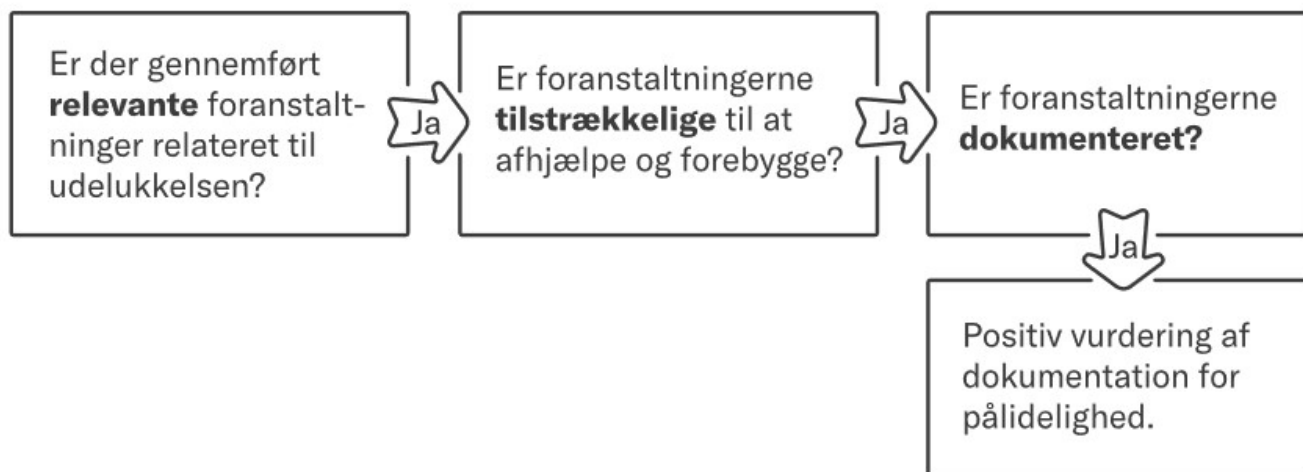 Er der gennemført
relevante foranstalt-
ninger relateret til
udelukkelsen?
Ja
Er foranstaltningerne
tilstrækkelige til at
afhjælpe og forebygge?
Ja
Er foranstaltningerne
dokumenteret?
Ja
Positiv vurdering af
dokumentation for
pålidelighed.